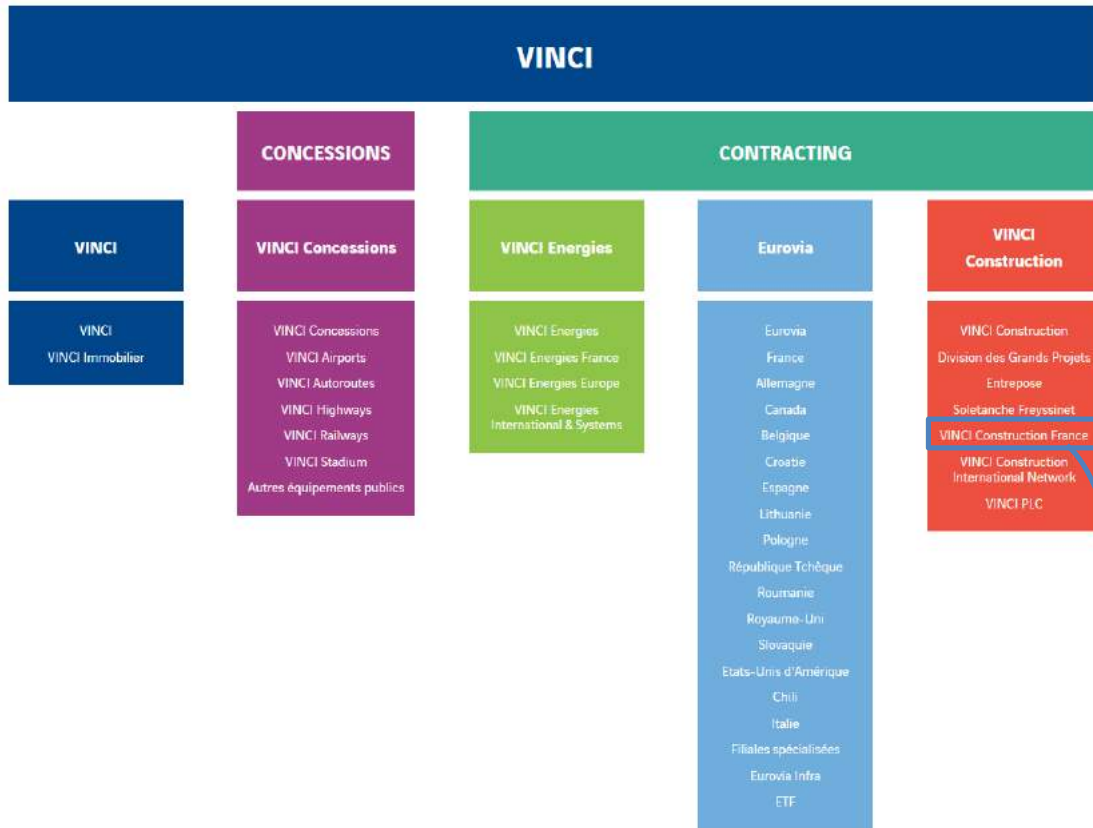 VINCI
CONCESSIONS
CONTRACTING
VINCI
VINCI Concessions
VINCI Energies
Eurovia
VINCI
Construction
VINCI
VINCI Immobilier
VINCI Concessions
VINCI Airports
VINCI Autoroutes
VINCI Highways
VINCI Railways
VINCI Stadium
Autres équipements publics
VINCI Energies
VINCI Energies France
VINCI Energies Europe
VINCI Energies
International & Systems
Eurovia
France
Allemagne
Canada
Belgique
Croatie
Espagne
Lithuanie
Pologne
République Tchèque
Roumanie
Royaume-Uni
Slovaquie
Etats-Unis d'Amérique
Chili
Italie
Filiales spécialisées
Eurovia Infra
ETF
VINCI Construction
Division des Grands Projets
Entrepose
Soletanche Freyssinet
VINCI Construction France
VINCI Construction
International Network
VINCI PLC